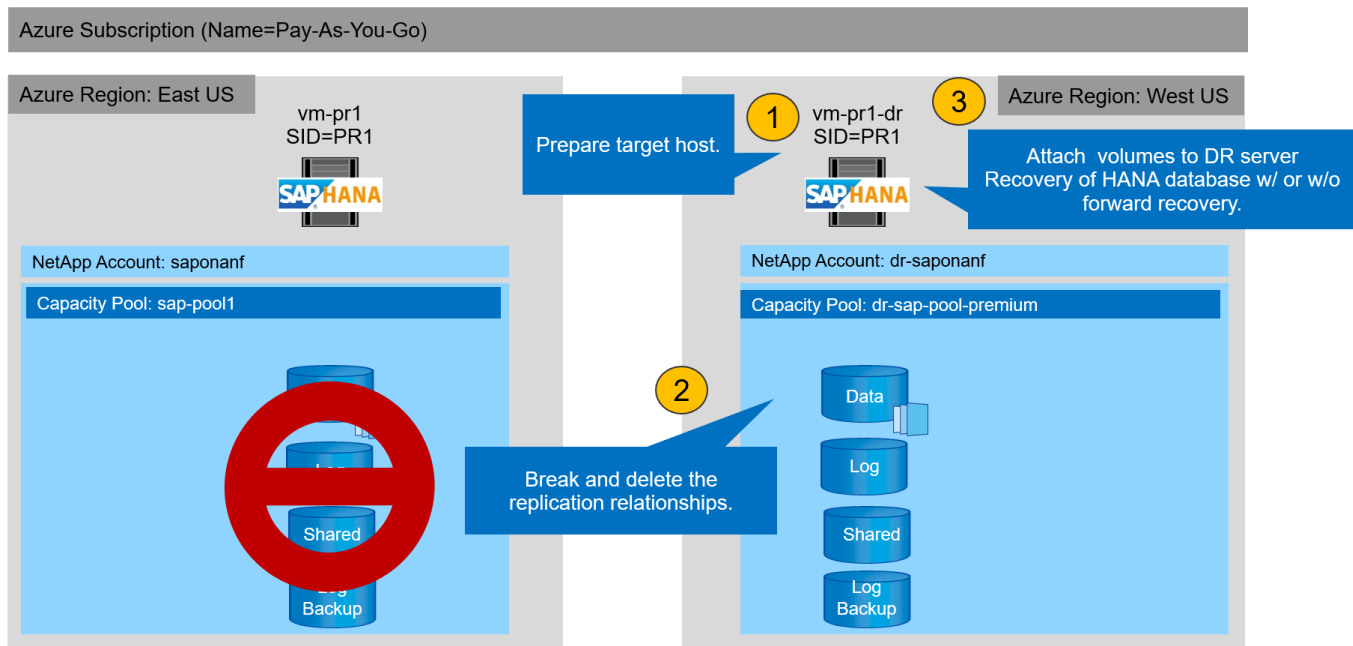 Azure Subscription (Name=Pay-As-You-Go)
Azure Region: East US
vm-pr1
SID=PR1
SAP HANA
NetApp Account: saponanf
Capacity Pool: sap-pool1
Shared
Backup
Prepare target host.
1
2
Break and delete the
replication relationships.
vm-pr1-dr
SID=PR1
SAP HANA
3
Azure Region: West US
Attach  volumes to DR server
Recovery of HANA database w/ or w/o
forward recovery.
NetApp Account: dr-saponanf
Capacity Pool: dr-sap-pool-premium
Data
Log
Shared
Log
Backup